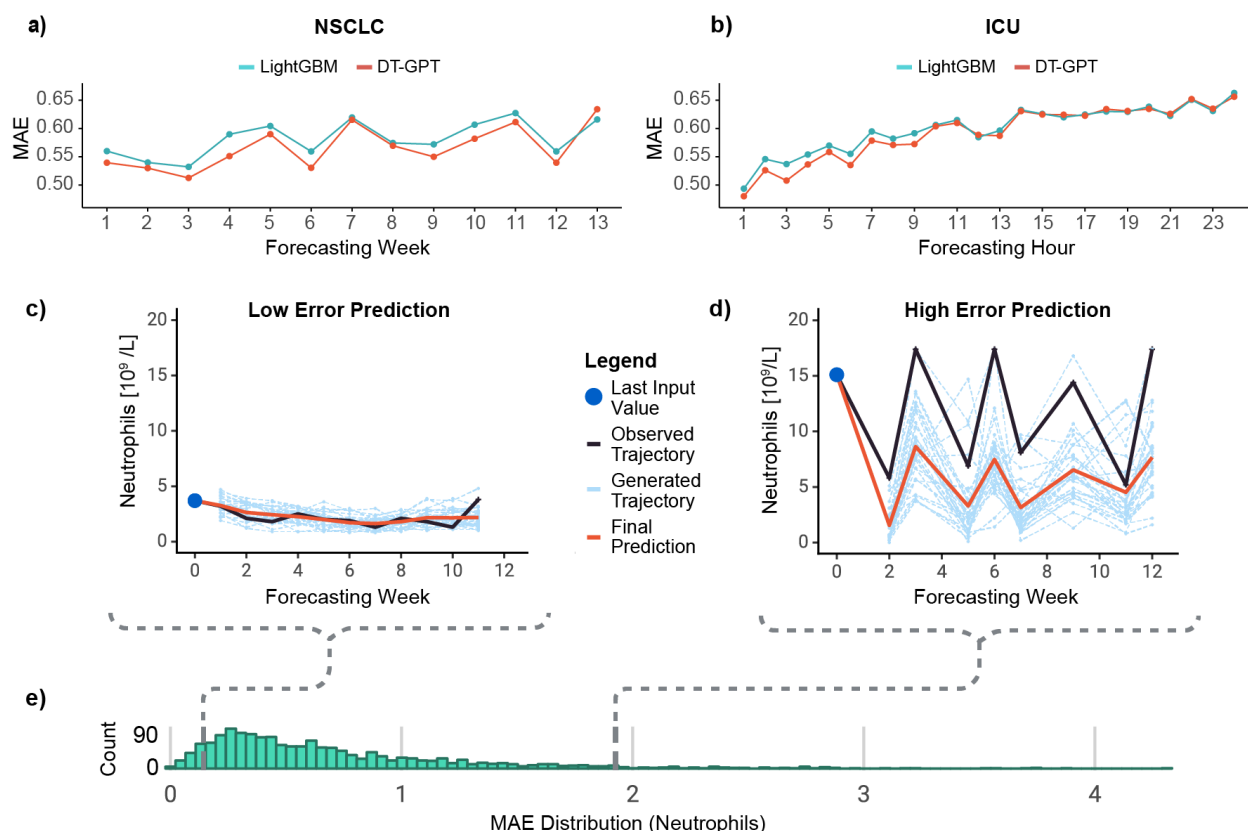 a)
NSCLC
LightGBM DT-GPT
MAE
0.65
0.60
0.55
0.50
1 2 3 4 5 6 7 8 9 10 11 12 13
Forecasting Week
b)
ICU
LightGBM DT-GPT
MAE
0.65
0.60
0.55
0.50
1 3 5 7 9 11 13 15 17 19 21 23
Forecasting Hour
c)
Low Error Prediction
Neutrophils [10⁹ /L]
20
15
10
5
0
0 2 4 6 8 10 12
Forecasting Week
Legend
Last Input
Value
Observed
Trajectory
Generated
Trajectory
Final
Prediction
d)
High Error Prediction
Neutrophils [10⁹/L]
20
15
10
5
0
0 2 4 6 8 10 12
Forecasting Week
e)
Count
90
0
0 1 2 3 4
MAE Distribution (Neutrophils)